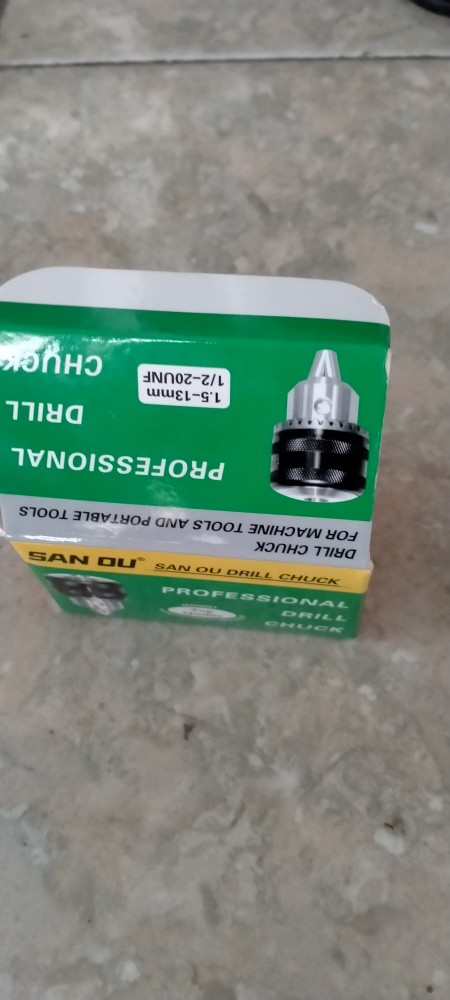 PROFESSIONAL
DRILL
CHUCK
1.5-13mm
1/2-20UNF
DRILL CHUCK
FOR MACHINE TOOLS AND PORTABLE TOOLS
SAN OU® SAN OU DRILL CHUCK
PROFESSIONAL
DRILL
CHUCK